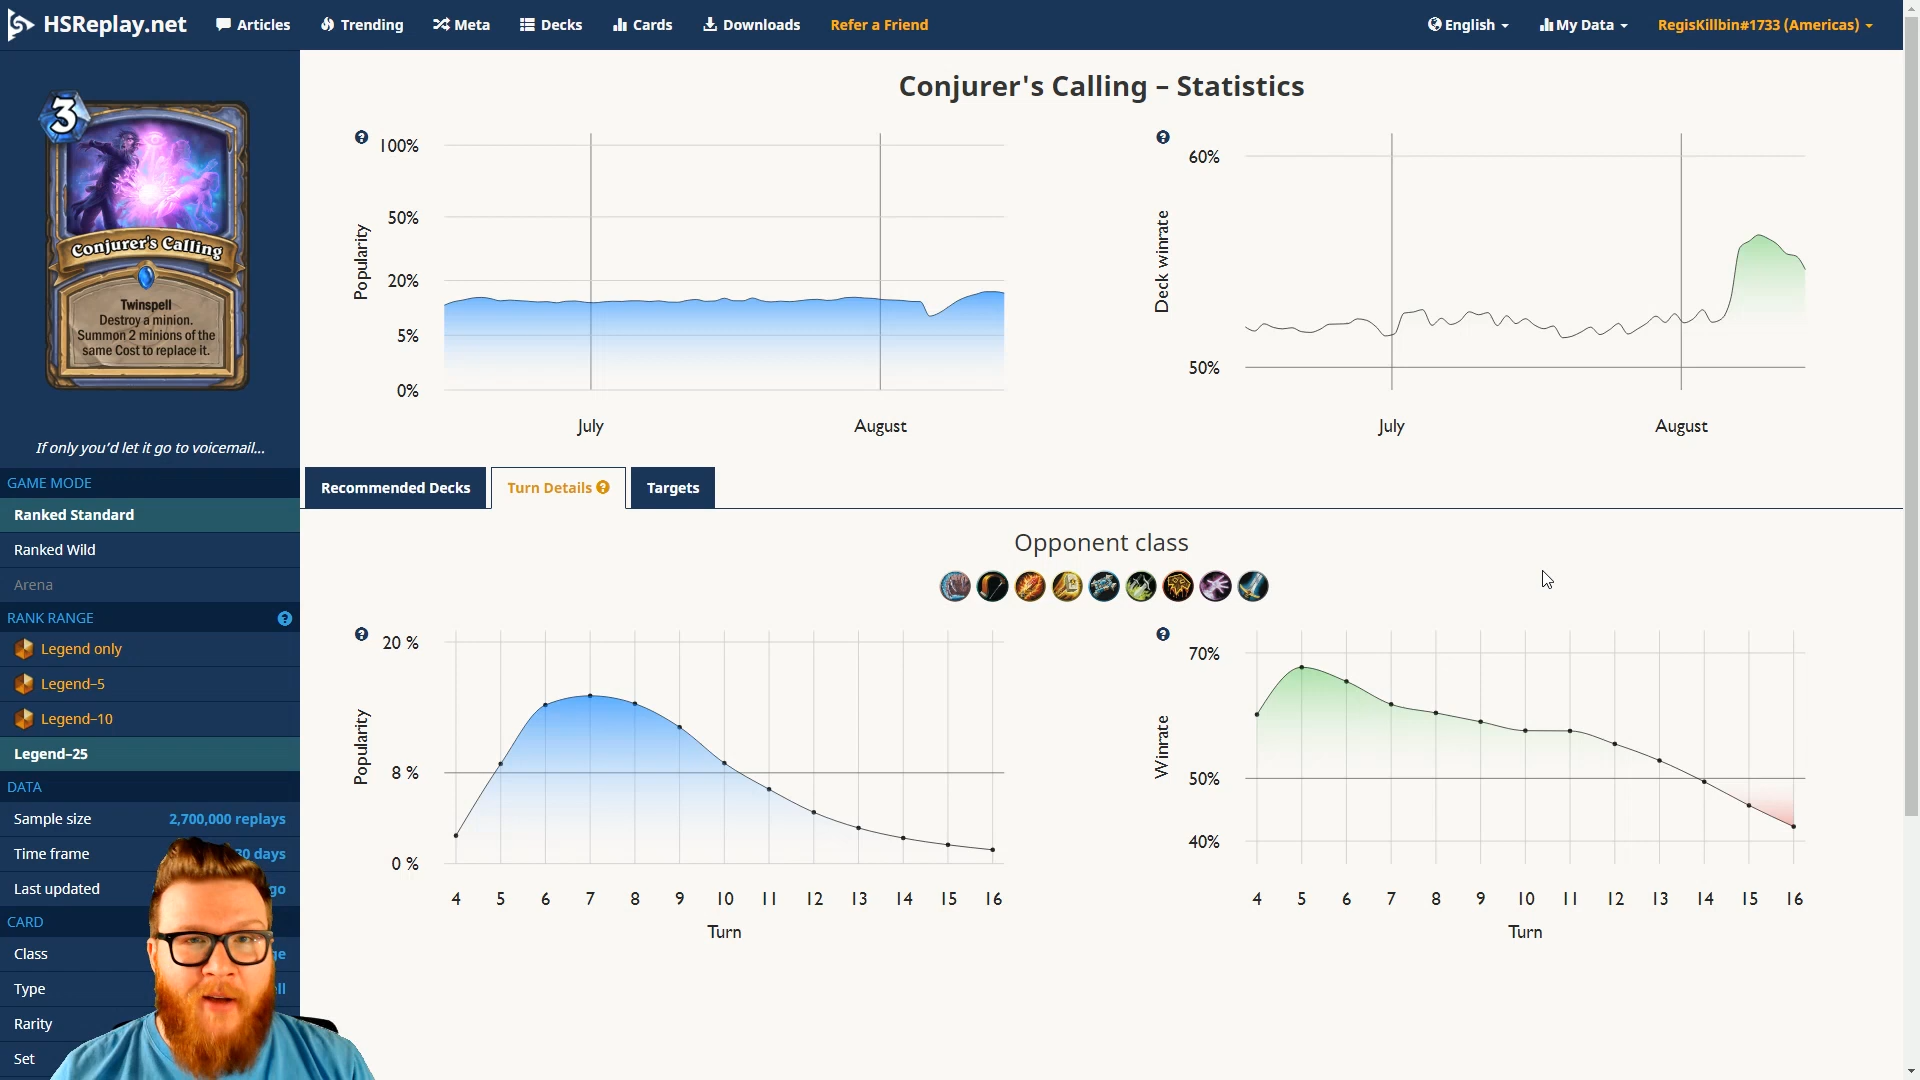 HSReplay.net
Articles
Trending
Meta
Decks
Cards
Downloads
Refer a Friend
English
My Data
RegisKillbin#1733 (Americas)
3
Conjurer's Calling
Twinspell
Destroy a minion.
Summon 2 minions of the
same Cost to replace it.
If only you'd let it go to voicemail...
GAME MODE
Ranked Standard
Ranked Wild
Arena
RANK RANGE
Legend only
Legend–5
Legend–10
Legend–25
DATA
Sample size 2,700,000 replays
Time frame 30 days
Last updated go
CARD
Class ge
Type ll
Rarity
Set
Conjurer's Calling – Statistics
Popularity
100%
50%
20%
5%
0%
July August
Deck winrate
60%
50%
July August
Recommended Decks
Turn Details
Targets
Opponent class
Popularity
20 %
8 %
0 %
4 5 6 7 8 9 10 11 12 13 14 15 16
Turn
Winrate
70%
50%
40%
4 5 6 7 8 9 10 11 12 13 14 15 16
Turn